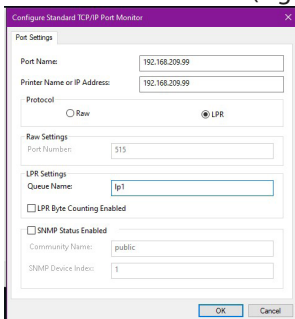 Configure Standard TCP/IP Port Monitor
Port Settings
Port Name: 192.168.209.99
Printer Name or IP Address: 192.168.209.99
Protocol
Raw LPR
Raw Settings
Port Number: 515
LPR Settings
Queue Name: lp1
LPR Byte Counting Enabled
SNMP Status Enabled
Community Name: public
SNMP Device Index: 1
OK Cancel